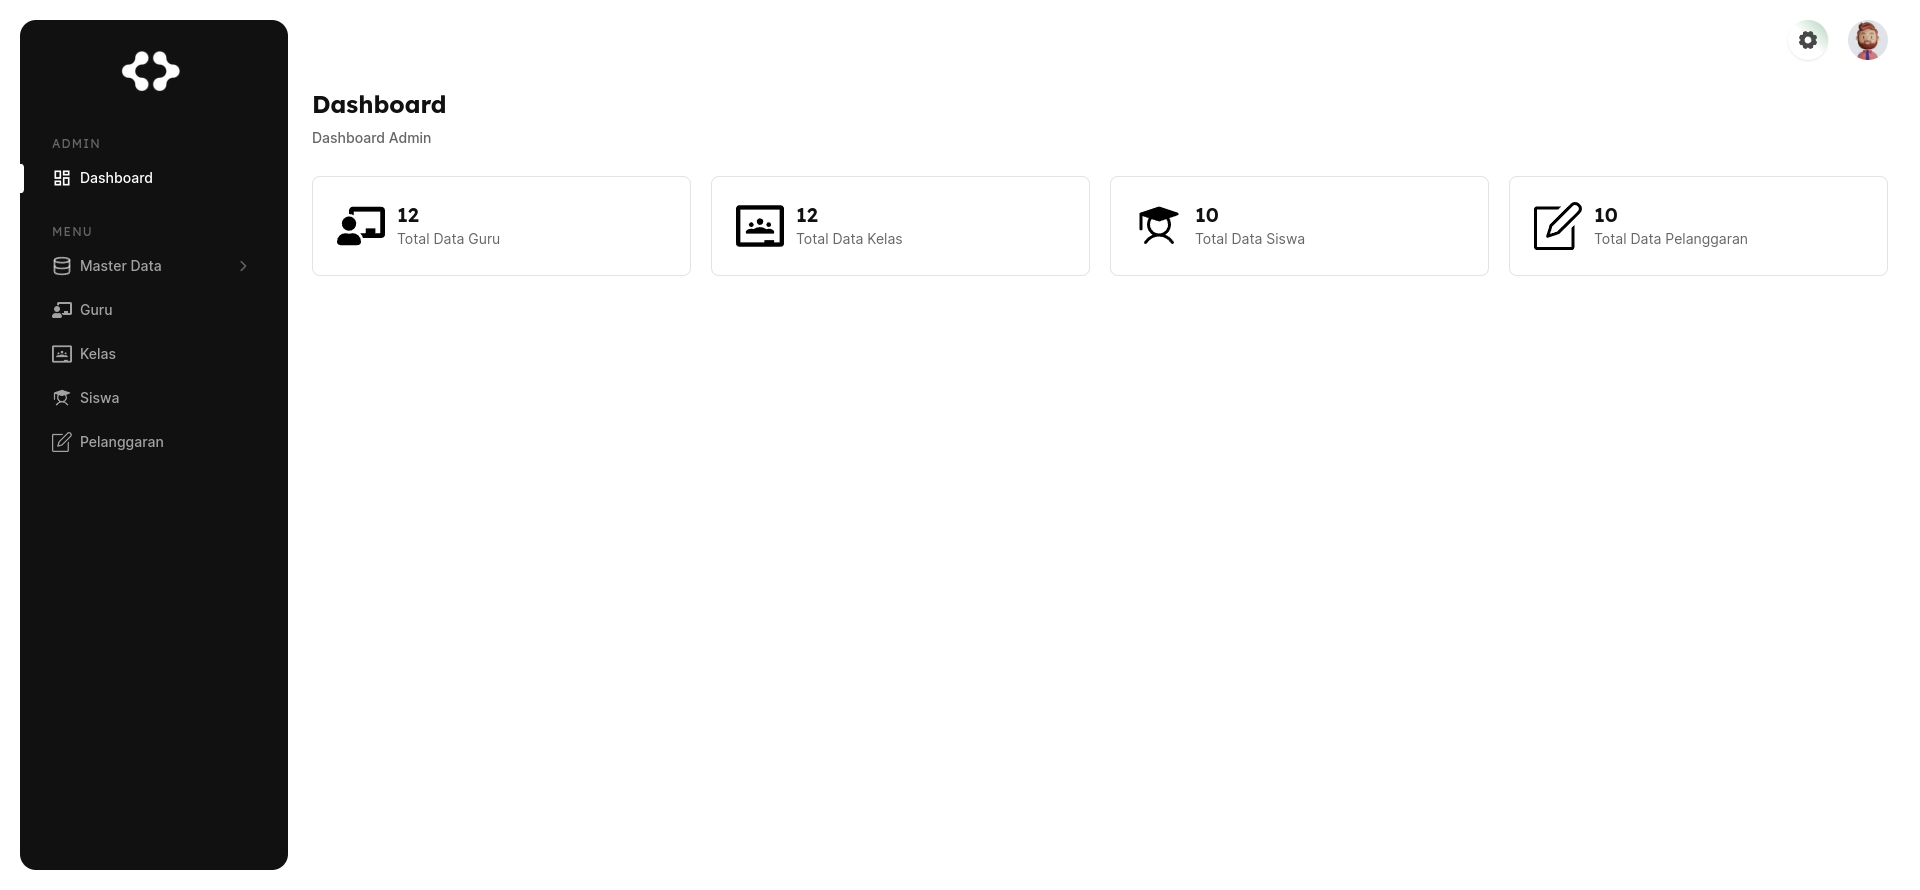 ADMIN
Dashboard
MENU
Master Data
Guru
Kelas
Siswa
Pelanggaran
Dashboard
Dashboard Admin
12
Total Data Guru
12
Total Data Kelas
10
Total Data Siswa
10
Total Data Pelanggaran